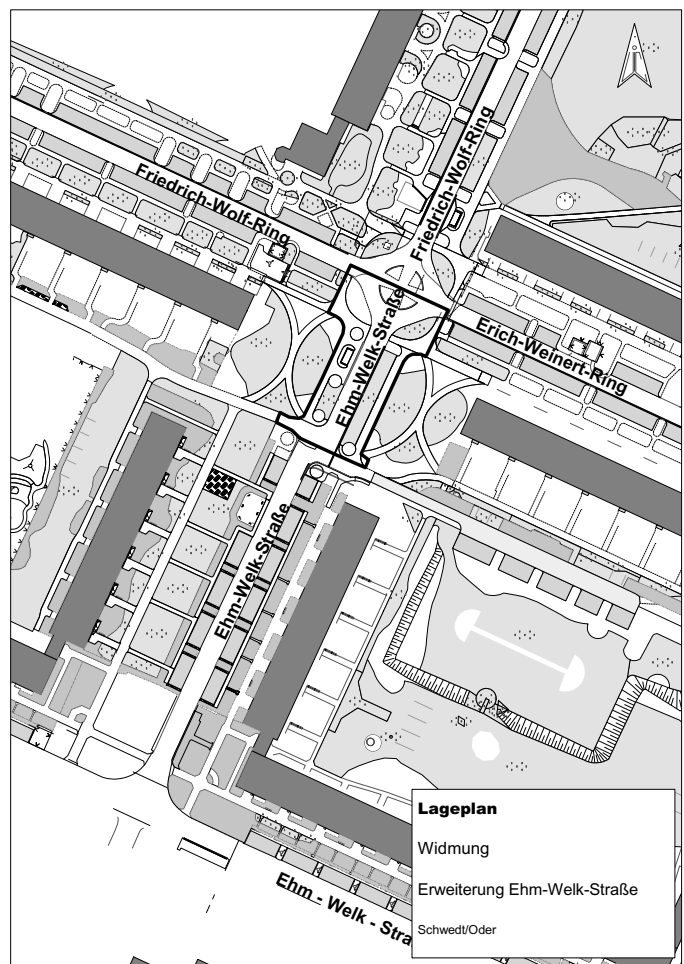 Friedrich-Wolf-Ring
Friedrich-Wolf-Ring
Ehm-Welk-Straße
Erich-Weinert-Ring
Ehm-Welk-Straße
Ehm - Welk - Stra
Lageplan
Widmung
Erweiterung Ehm-Welk-Straße
Schwedt/Oder